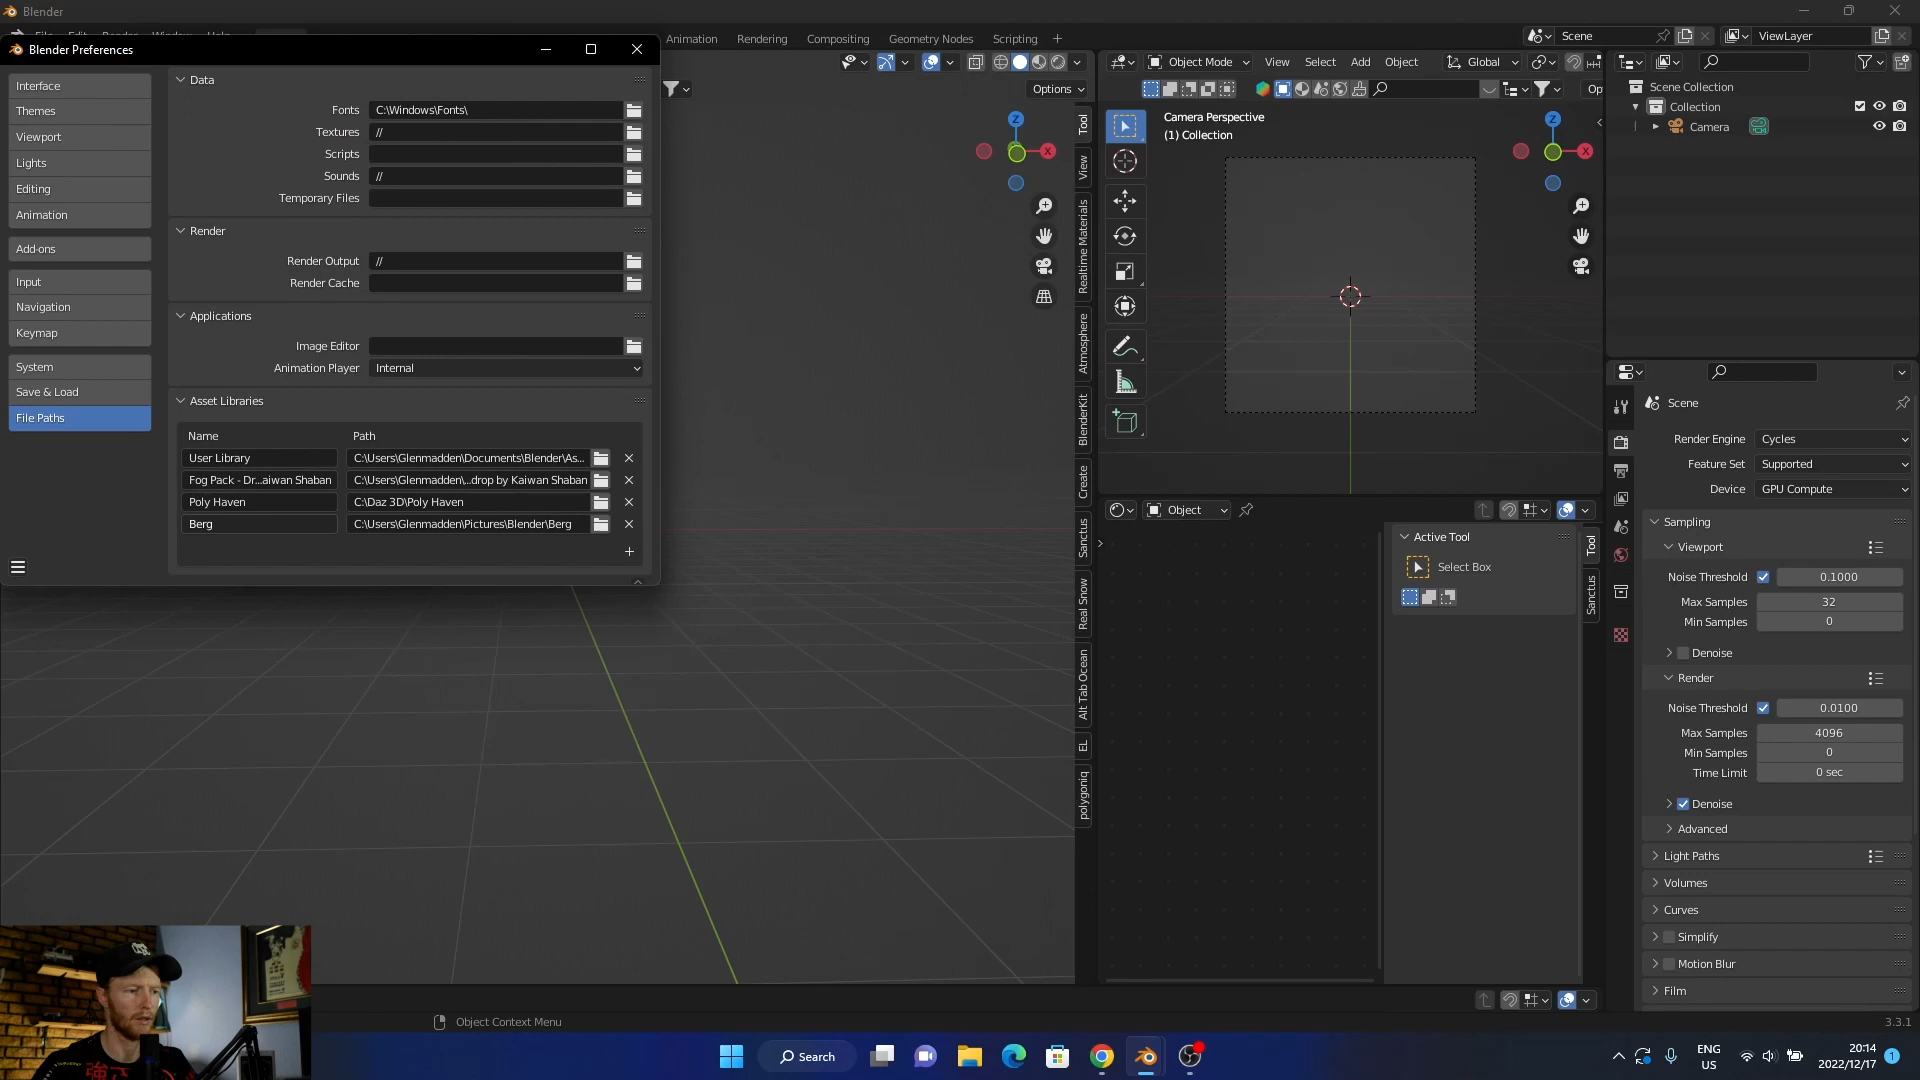 Blender
File Edit Render Window Help
Animation Rendering Compositing Geometry Nodes Scripting
Scene
ViewLayer
Blender Preferences
Interface
Themes
Viewport
Lights
Editing
Animation
Add-ons
Input
Navigation
Keymap
System
Save & Load
File Paths
Data
Fonts C:\Windows\Fonts\
Textures //
Scripts
Sounds //
Temporary Files
Render
Render Output //
Render Cache
Applications
Image Editor
Animation Player Internal
Asset Libraries
Name Path
User Library C:\Users\Glenmadden\Documents\Blender\As...
Fog Pack - Dr...aiwan Shaban C:\Users\Glenmadden\...drop by Kaiwan Shaban
Poly Haven C:\Daz 3D\Poly Haven
Berg C:\Users\Glenmadden\Pictures\Blender\Berg
Options
Z
X
Tool
View
Realtime Materials
Atmosphere
BlenderKit
Create
Sanctus
Real Snow
Alt Tab Ocean
EL
polygoniq
Object Mode View Select Add Object Global
Op
Camera Perspective
(1) Collection
Z
X
Object
Active Tool
Select Box
Tool
Sanctus
Scene Collection
Collection
Camera
Scene
Render Engine Cycles
Feature Set Supported
Device GPU Compute
Sampling
Viewport
Noise Threshold 0.1000
Max Samples 32
Min Samples 0
Denoise
Render
Noise Threshold 0.0100
Max Samples 4096
Min Samples 0
Time Limit 0 sec
Denoise
Advanced
Light Paths
Volumes
Curves
Simplify
Motion Blur
Film
Object Context Menu
3.3.1
Search
ENG
US
20:14
2022/12/17
1